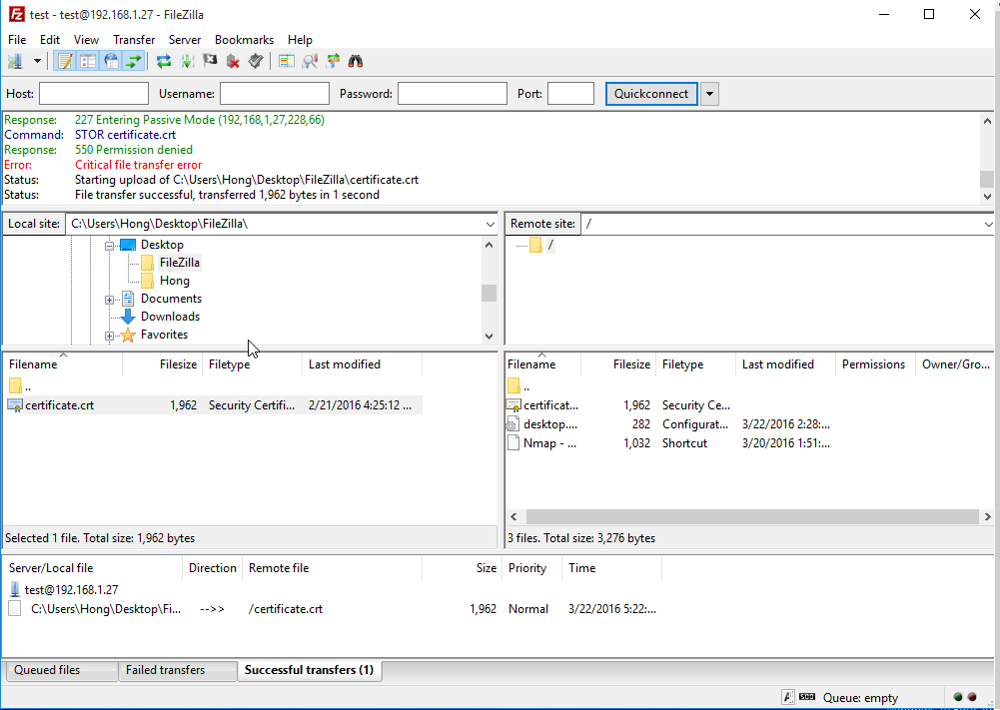 test - test@192.168.1.27 - FileZilla
File Edit View Transfer Server Bookmarks Help
Host: Username: Password: Port: Quickconnect
Response: 227 Entering Passive Mode (192,168,1,27,228,66)
Command: STOR certificate.crt
Response: 550 Permission denied
Error: Critical file transfer error
Status: Starting upload of C:\Users\Hong\Desktop\FileZilla\certificate.crt
Status: File transfer successful, transferred 1,962 bytes in 1 second
Local site: C:\Users\Hong\Desktop\FileZilla\
Desktop
FileZilla
Hong
Documents
Downloads
Favorites
Filename Filesize Filetype Last modified
..
certificate.crt 1,962 Security Certifi... 2/21/2016 4:25:12 ...
Selected 1 file. Total size: 1,962 bytes
Remote site: /
/
Filename Filesize Filetype Last modified Permissions Owner/Gro...
..
certificat... 1,962 Security Ce...
desktop.... 282 Configurat... 3/22/2016 2:28:...
Nmap - ... 1,032 Shortcut 3/20/2016 1:51:...
3 files. Total size: 3,276 bytes
Server/Local file Direction Remote file Size Priority Time
test@192.168.1.27
C:\Users\Hong\Desktop\Fi... -->> /certificate.crt 1,962 Normal 3/22/2016 5:22:...
Queued files Failed transfers Successful transfers (1)
Queue: empty